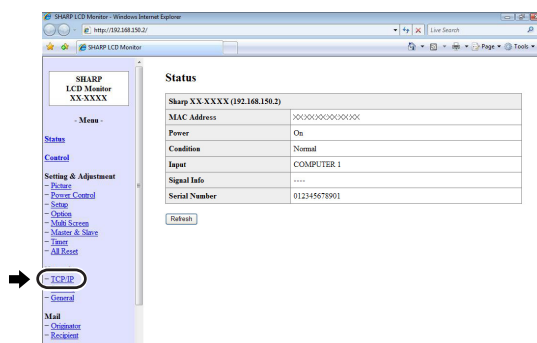 SHARP LCD Monitor - Windows Internet Explorer
http://192.168.150.2/
Live Search
SHARP LCD Monitor
Page
Tools
SHARP
LCD Monitor
XX-XXXX
- Menu -
Status
Control
Setting & Adjustment
- Picture
- Power Control
- Setup
- Option
- Multi Screen
- Master & Slave
- Timer
- All Reset
- TCP/IP
- General
Mail
- Originator
- Recipient
Status
Sharp XX-XXXXX (192.168.150.2)
MAC Address XXXXXXXXXXXX
Power On
Condition Normal
Input COMPUTER 1
Signal Info ----
Serial Number 012345678901
Refresh